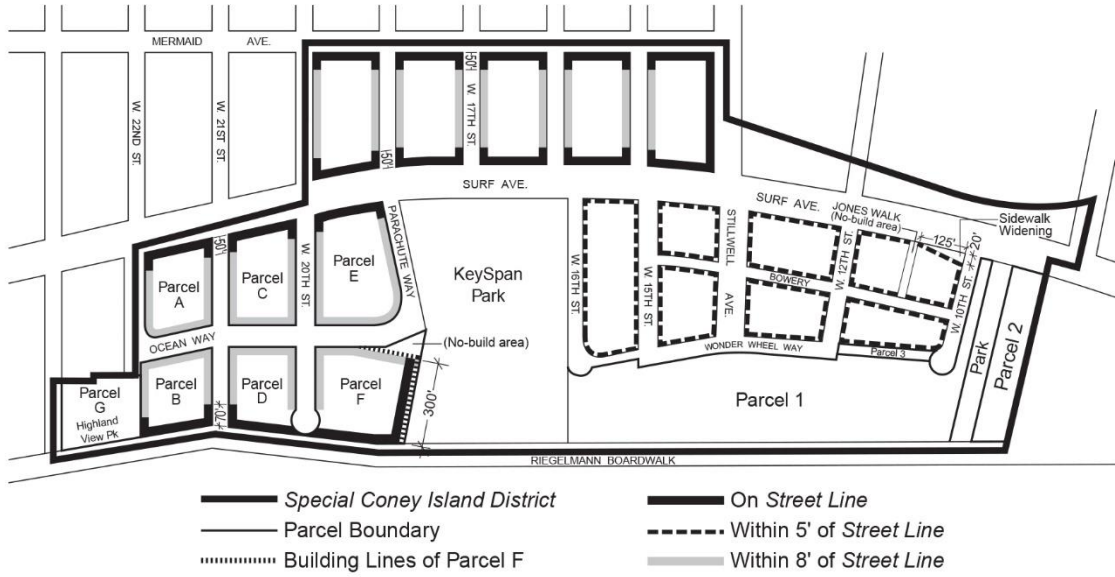 MERMAID AVE.
W. 22ND ST.
W. 21ST ST.
50'
W. 17TH ST.
50'
SURF AVE.
SURF AVE.
JONES WALK
(No-build area)
125'
20'
Sidewalk
Widening
50'
Parcel
A
Parcel
C
W. 20TH ST.
Parcel
E
PARACHUTE WAY
KeySpan
Park
W. 16TH ST.
W. 15TH ST.
STILLWELL AVE.
BOWERY
W. 12TH ST.
W. 10TH ST.
OCEAN WAY
(No-build area)
WONDER WHEEL WAY
Parcel 3
Park
Parcel 2
Parcel
G
Highland
View Pk
Parcel
B
70'
Parcel
D
Parcel
F
300'
Parcel 1
RIEGELMANN BOARDWALK
Special Coney Island District
Parcel Boundary
Building Lines of Parcel F
On Street Line
Within 5' of Street Line
Within 8' of Street Line